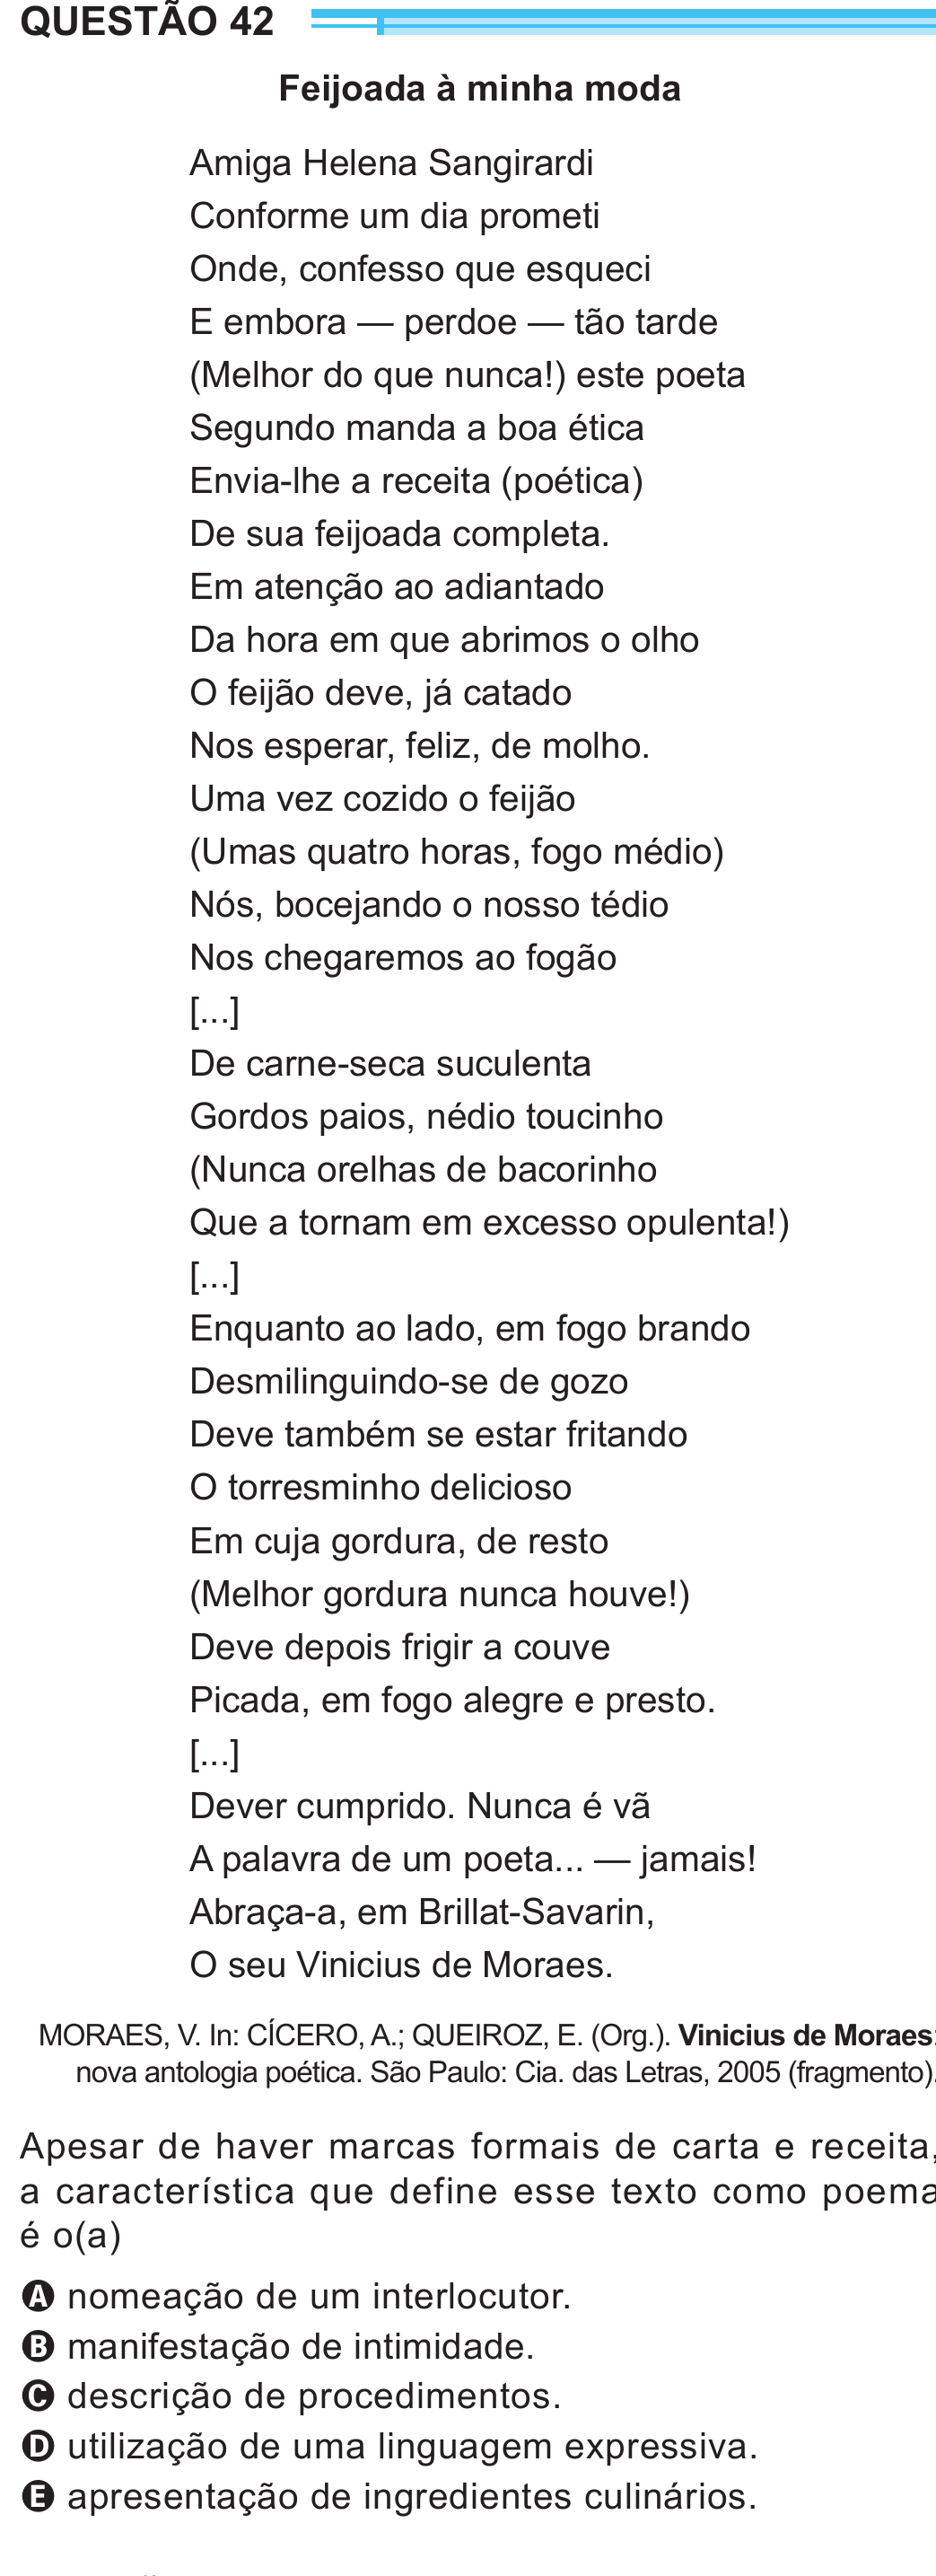 QUESTÃO 42
Feijoada à minha moda
Amiga Helena Sangirardi
Conforme um dia prometi
Onde, confesso que esqueci
E embora — perdoe — tão tarde
(Melhor do que nunca!) este poeta
Segundo manda a boa ética
Envia-lhe a receita (poética)
De sua feijoada completa.
Em atenção ao adiantado
Da hora em que abrimos o olho
O feijão deve, já catado
Nos esperar, feliz, de molho.
Uma vez cozido o feijão
(Umas quatro horas, fogo médio)
Nós, bocejando o nosso tédio
Nos chegaremos ao fogão
[...]
De carne-seca suculenta
Gordos paios, nédio toucinho
(Nunca orelhas de bacorinho
Que a tornam em excesso opulenta!)
[...]
Enquanto ao lado, em fogo brando
Desmilinguindo-se de gozo
Deve também se estar fritando
O torresminho delicioso
Em cuja gordura, de resto
(Melhor gordura nunca houve!)
Deve depois frigir a couve
Picada, em fogo alegre e presto.
[...]
Dever cumprido. Nunca é vã
A palavra de um poeta... — jamais!
Abraça-a, em Brillat-Savarin,
O seu Vinicius de Moraes.
MORAES, V. In: CÍCERO, A.; QUEIROZ, E. (Org.). Vinicius de Moraes:
nova antologia poética. São Paulo: Cia. das Letras, 2005 (fragmento).
Apesar de haver marcas formais de carta e receita,
a característica que define esse texto como poema
é o(a)
A nomeação de um interlocutor.
B manifestação de intimidade.
C descrição de procedimentos.
D utilização de uma linguagem expressiva.
E apresentação de ingredientes culinários.